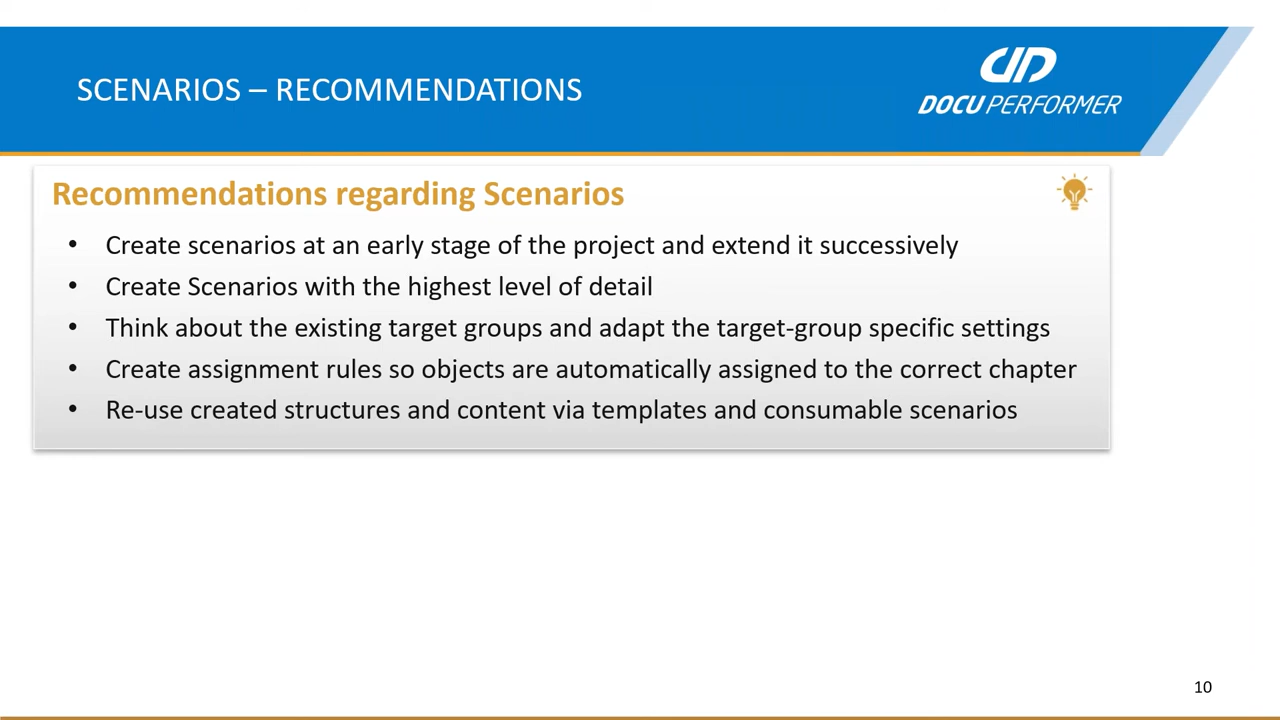 SCENARIOS – RECOMMENDATIONS
DOCU PERFORMER
Recommendations regarding Scenarios
• Create scenarios at an early stage of the project and extend it successively
• Create Scenarios with the highest level of detail
• Think about the existing target groups and adapt the target-group specific settings
• Create assignment rules so objects are automatically assigned to the correct chapter
• Re-use created structures and content via templates and consumable scenarios
10